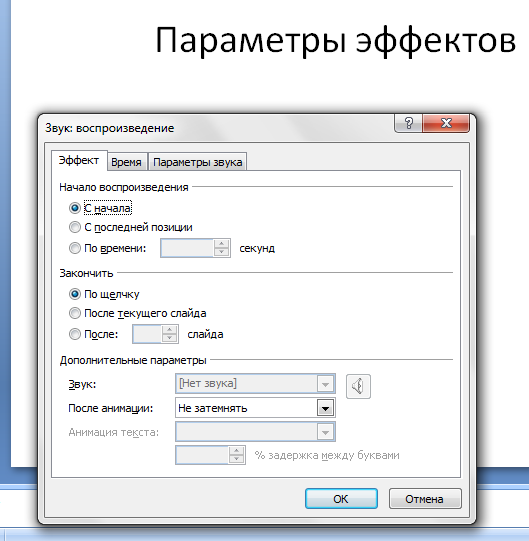 Параметры эффектов
Звук: воспроизведение
?
Эффект Время Параметры звука
Начало воспроизведения
С начала
С последней позиции
По времени: секунд
Закончить
По щелчку
После текущего слайда
После: слайда
Дополнительные параметры
Звук: [Нет звука]
После анимации: Не затемнять
Анимация текста:
% задержка между буквами
OK Отмена